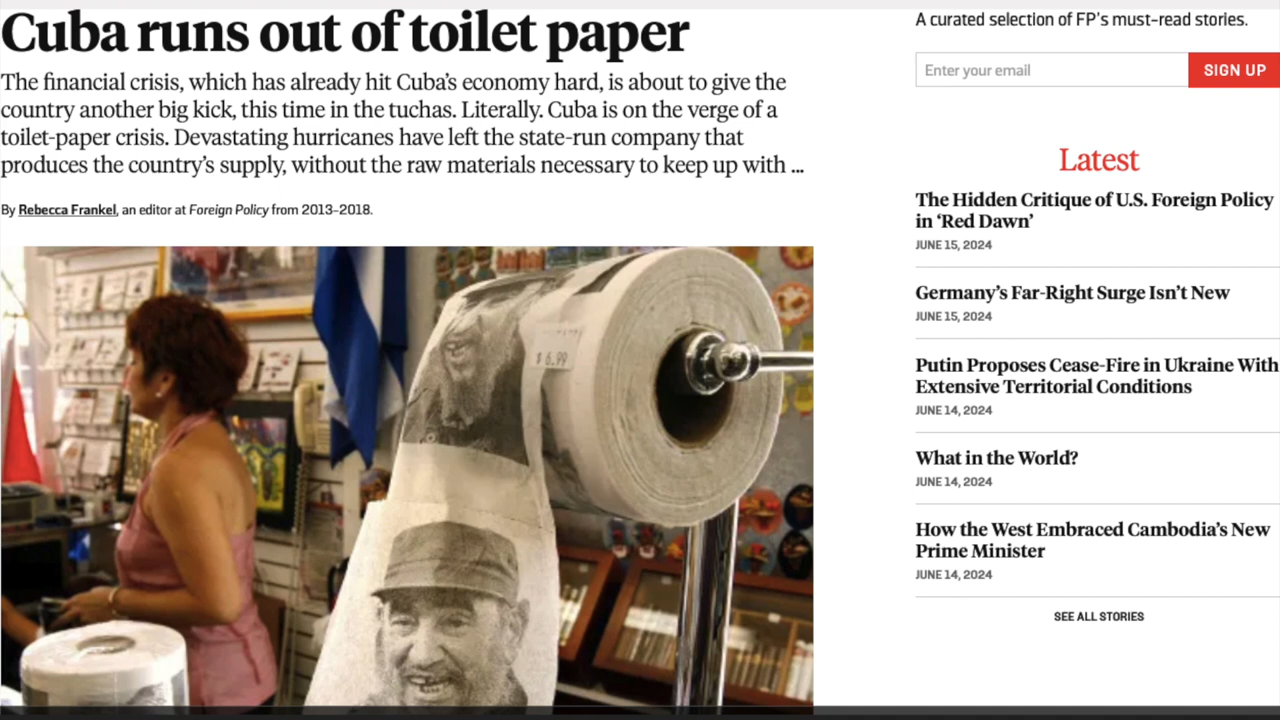 Cuba runs out of toilet paper
The financial crisis, which has already hit Cuba's economy hard, is about to give the
country another big kick, this time in the tuchas. Literally. Cuba is on the verge of a
toilet-paper crisis. Devastating hurricanes have left the state-run company that
produces the country's supply, without the raw materials necessary to keep up with ...
By Rebecca Frankel, an editor at Foreign Policy from 2013–2018.
$ 6.99
A curated selection of FP's must-read stories.
Enter your email
SIGN UP
Latest
The Hidden Critique of U.S. Foreign Policy
in ‘Red Dawn’
JUNE 15, 2024
Germany's Far-Right Surge Isn't New
JUNE 15, 2024
Putin Proposes Cease-Fire in Ukraine With
Extensive Territorial Conditions
JUNE 14, 2024
What in the World?
JUNE 14, 2024
How the West Embraced Cambodia's New
Prime Minister
JUNE 14, 2024
SEE ALL STORIES